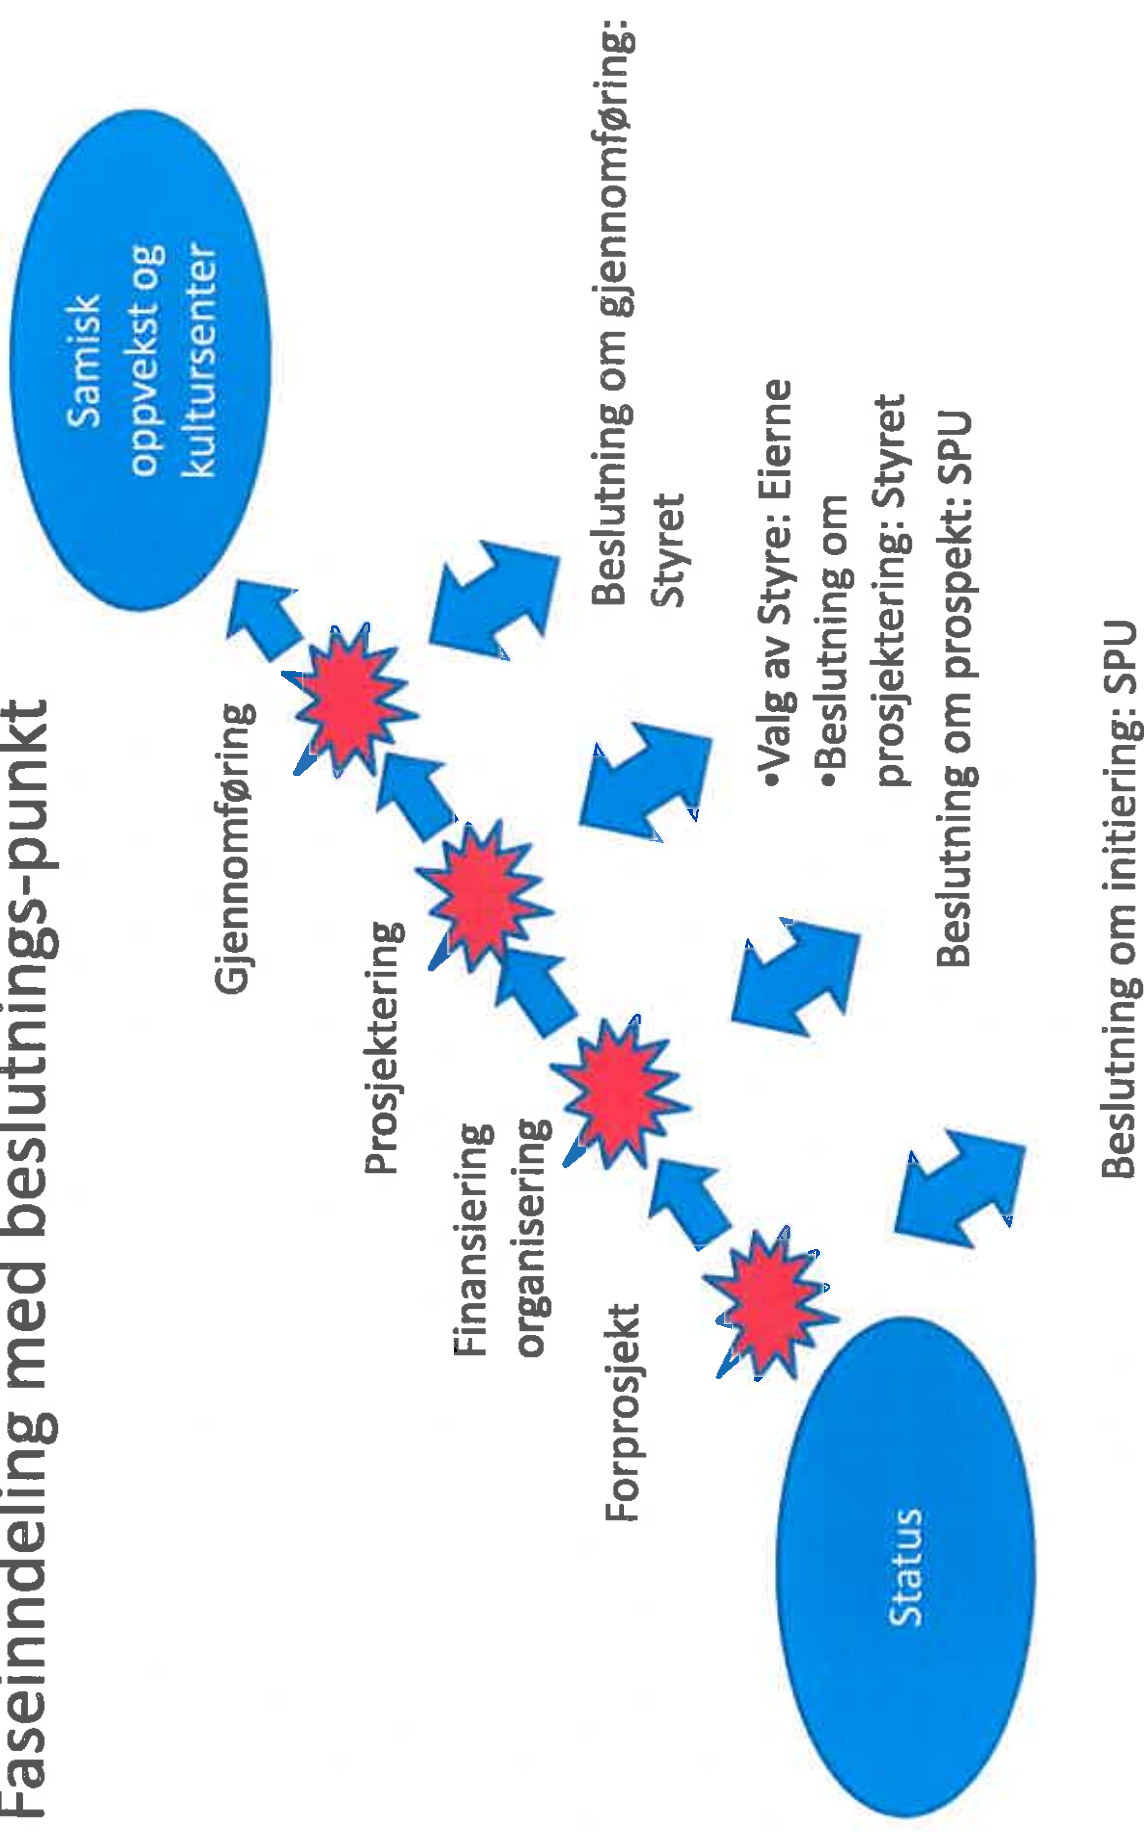 Faseinndeling med beslutnings-punkt
Samisk
oppvekst og
kultursenter
Gjennomføring
Prosjektering
Finansiering
organisering
Forprosjekt
Status
Beslutning om gjennomføring:
Styret
•Valg av Styre: Eierne
•Beslutning om
prosjektering: Styret
Beslutning om prospekt: SPU
Beslutning om initiering: SPU